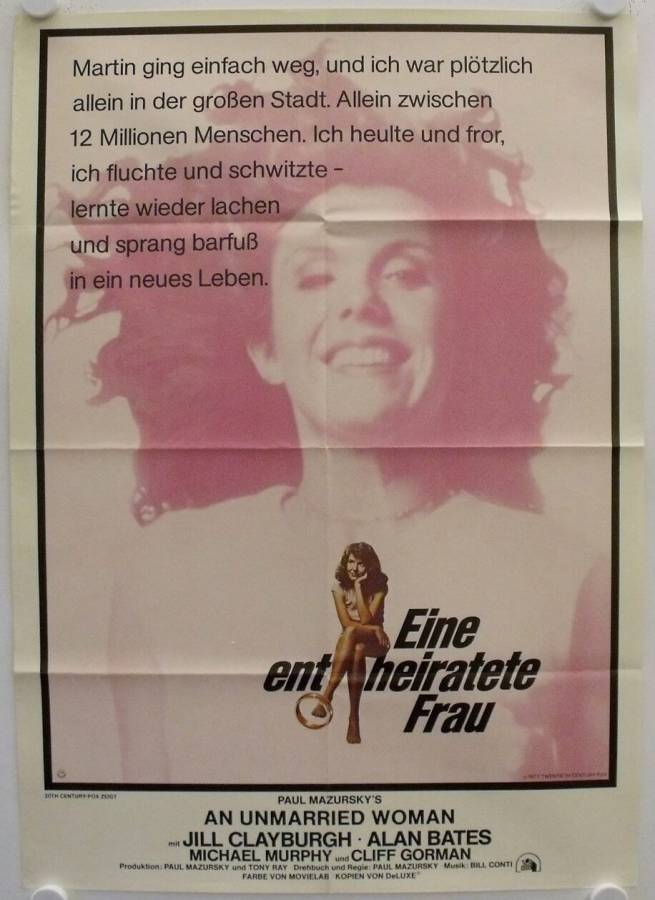 Martin ging einfach weg, und ich war plötzlich
allein in der großen Stadt. Allein zwischen
12 Millionen Menschen. Ich heulte und fror,
ich fluchte und schwitzte –
lernte wieder lachen
und sprang barfuß
in ein neues Leben.
Eine
ent heiratete
Frau
20TH CENTURY-FOX ZEIGT
PAUL MAZURSKY'S
AN UNMARRIED WOMAN
mit JILL CLAYBURGH · ALAN BATES
MICHAEL MURPHY und CLIFF GORMAN
Produktion: PAUL MAZURSKY und TONY RAY · Drehbuch und Regie: PAUL MAZURSKY · Musik: BILL CONTI
FARBE VON MOVIELAB · KOPIEN VON DeLUXE®